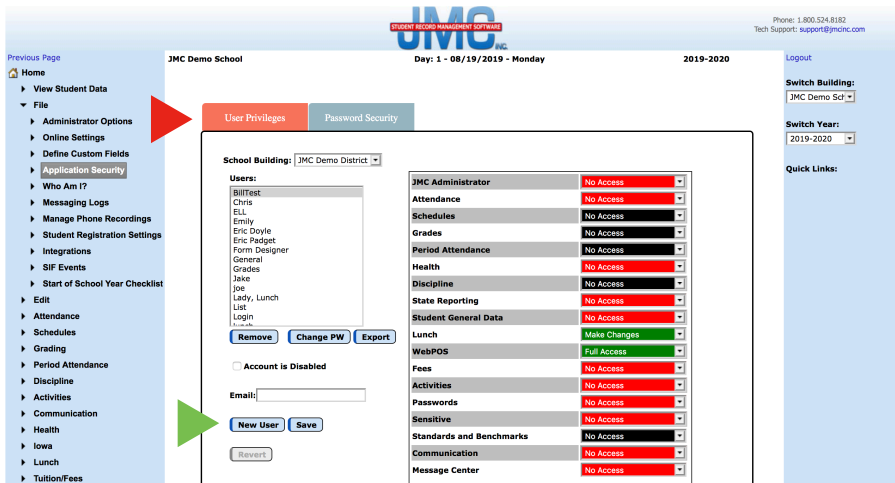 STUDENT RECORD MANAGEMENT SOFTWARE
JMC
INC.
Phone: 1.800.524.8182
Tech Support: support@jmcinc.com
Previous Page
JMC Demo School
Day: 1 - 08/19/2019 - Monday
2019-2020
Logout
Home
View Student Data
File
Administrator Options
Online Settings
Define Custom Fields
Application Security
Who Am I?
Messaging Logs
Manage Phone Recordings
Student Registration Settings
Integrations
SIF Events
Start of School Year Checklist
Edit
Attendance
Schedules
Grading
Period Attendance
Discipline
Activities
Communication
Health
Iowa
Lunch
Tuition/Fees
User Privileges
Password Security
School Building: JMC Demo District
Users:
BillTest
Chris
ELL
Emily
Eric Doyle
Eric Padget
Form Designer
General
Grades
Jake
joe
Lady, Lunch
List
Login
Remove
Change PW
Export
Account is Disabled
Email:
New User
Save
Revert
JMC Administrator No Access
Attendance No Access
Schedules No Access
Grades No Access
Period Attendance No Access
Health No Access
Discipline No Access
State Reporting No Access
Student General Data No Access
Lunch Make Changes
WebPOS Full Access
Fees No Access
Activities No Access
Passwords No Access
Sensitive No Access
Standards and Benchmarks No Access
Communication No Access
Message Center No Access
Switch Building:
JMC Demo Sch
Switch Year:
2019-2020
Quick Links: